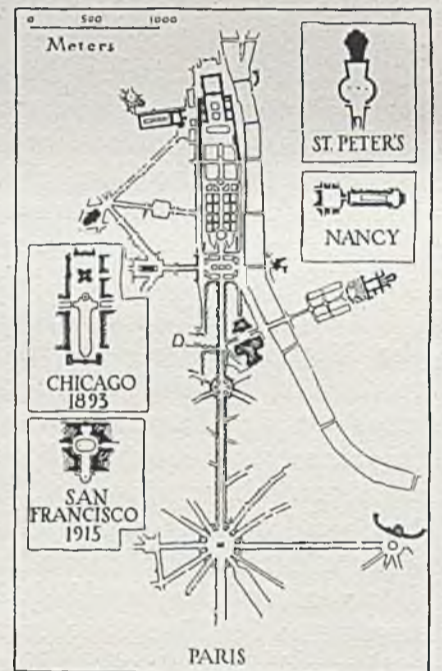 0 500 1000
Meters
ST. PETER'S
NANCY
CHICAGO
1893
D.
SAN
FRANCISCO
1915
PARIS